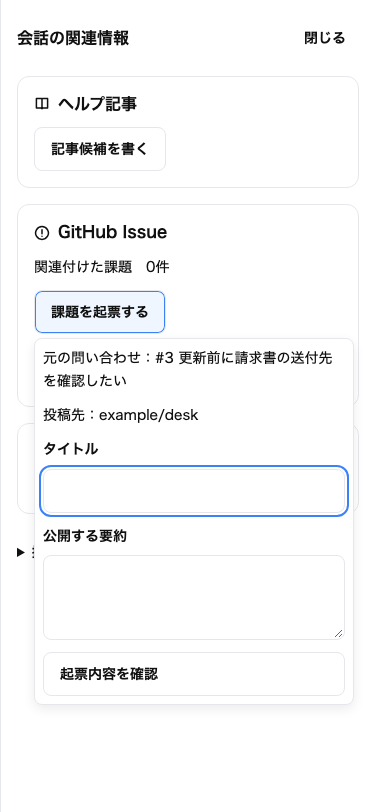 会話の関連情報
閉じる
ヘルプ記事
記事候補を書く
GitHub Issue
関連付けた課題 0件
課題を起票する
元の問い合わせ：#3 更新前に請求書の送付先
を確認したい
投稿先：example/desk
タイトル
公開する要約
起票内容を確認